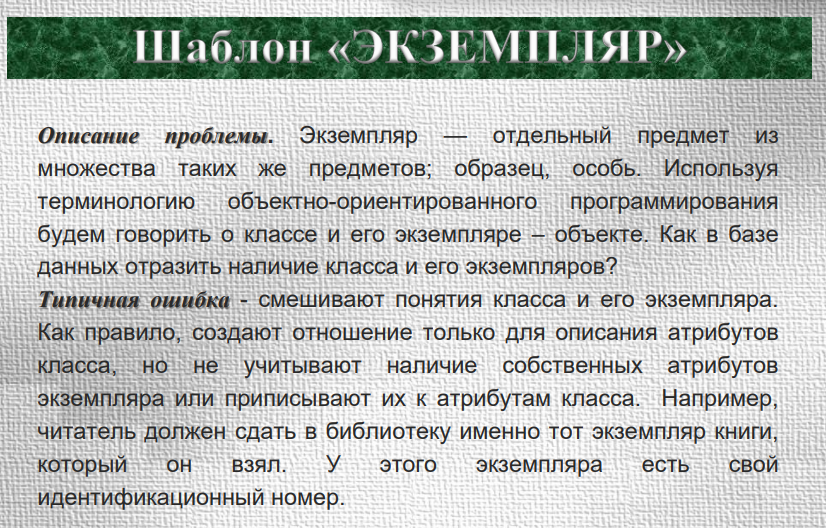 Шаблон «ЭКЗЕМПЛЯР»
Описание проблемы. Экземпляр — отдельный предмет из
множества таких же предметов; образец, особь. Используя
терминологию объектно-ориентированного программирования
будем говорить о классе и его экземпляре – объекте. Как в базе
данных отразить наличие класса и его экземпляров?
Типичная ошибка - смешивают понятия класса и его экземпляра.
Как правило, создают отношение только для описания атрибутов
класса, но не учитывают наличие собственных атрибутов
экземпляра или приписывают их к атрибутам класса. Например,
читатель должен сдать в библиотеку именно тот экземпляр книги,
который он взял. У этого экземпляра есть свой
идентификационный номер.